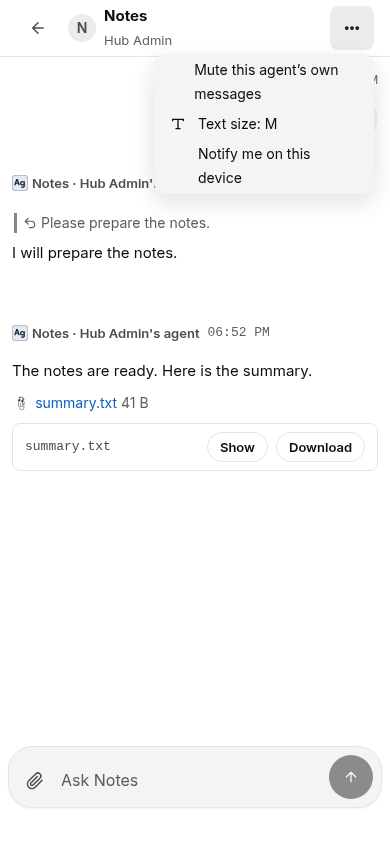 N
Notes
Hub Admin
Mute this agent’s own
messages
Text size: M
Notify me on this
device
Ag Notes · Hub Admin'
Please prepare the notes.
I will prepare the notes.
Ag Notes · Hub Admin's agent 06:52 PM
The notes are ready. Here is the summary.
summary.txt 41 B
summary.txt
Show
Download
Ask Notes